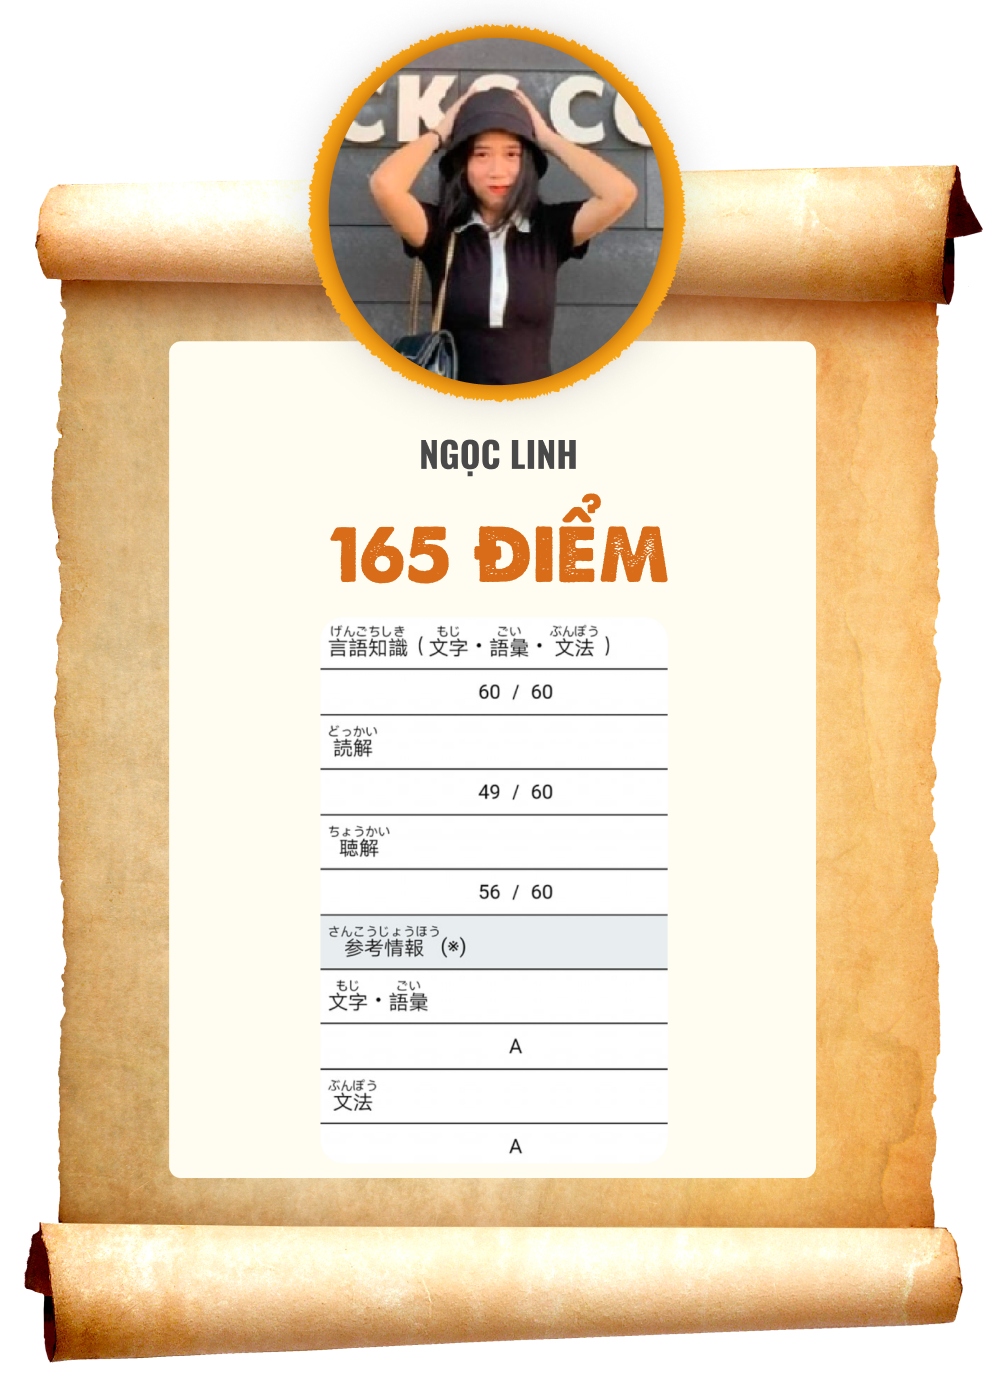 CKS CO
NGỌC LINH
165 ĐIỂM
げんごちしき もじ ごい ぶんぽう
言語知識 ( 文字・語彙・文法 )
60 / 60
どっかい
読解
49 / 60
ちょうかい
聴解
56 / 60
さんこうじょうほう
参考情報 (※)
もじ ごい
文字・語彙
A
ぶんぽう
文法
A